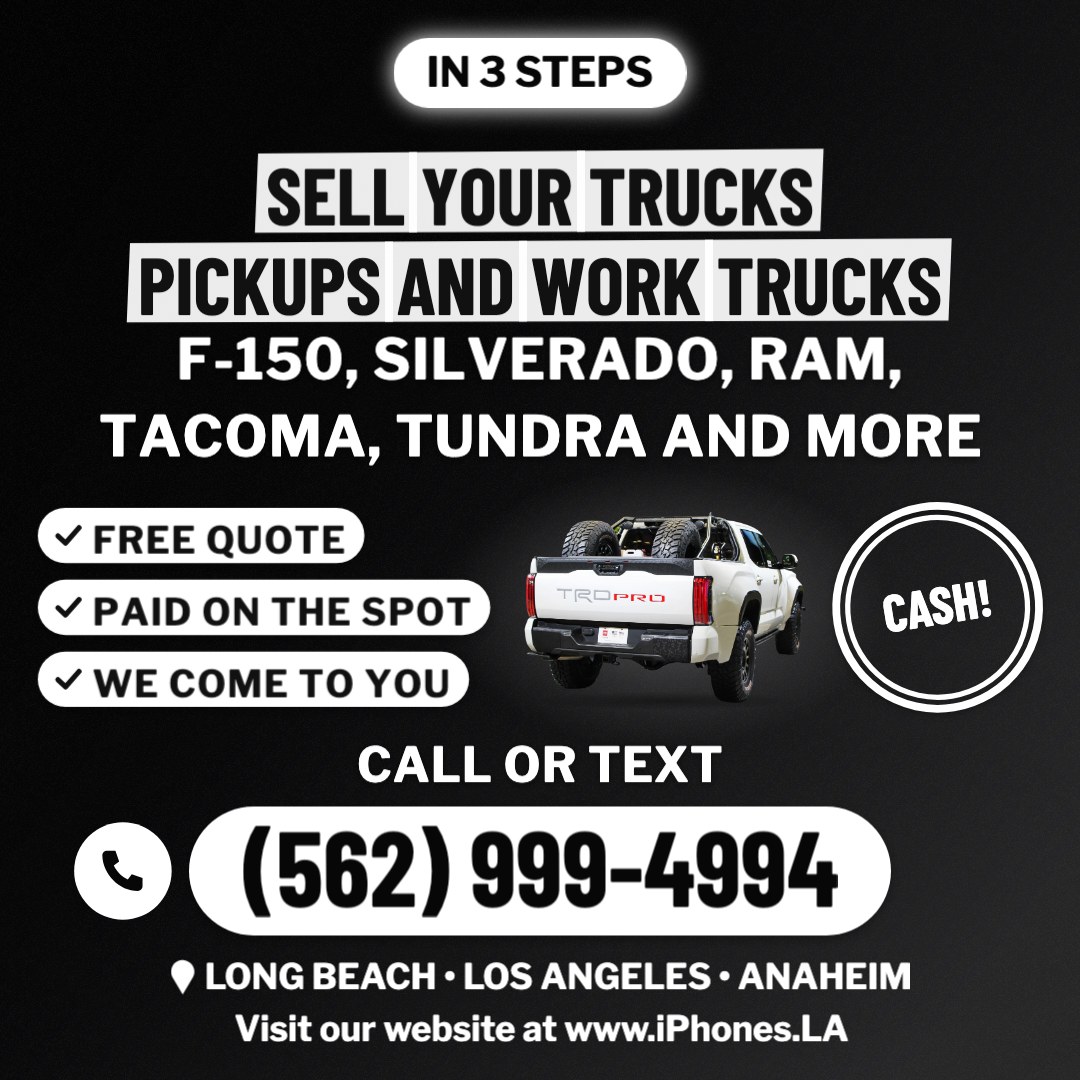 IN 3 STEPS
SELL YOUR TRUCKS
PICKUPS AND WORK TRUCKS
F-150, SILVERADO, RAM,
TACOMA, TUNDRA AND MORE
FREE QUOTE
PAID ON THE SPOT
WE COME TO YOU
TRD PRO
CASH!
CALL OR TEXT
(562) 999-4994
LONG BEACH • LOS ANGELES • ANAHEIM
Visit our website at www.iPhones.LA